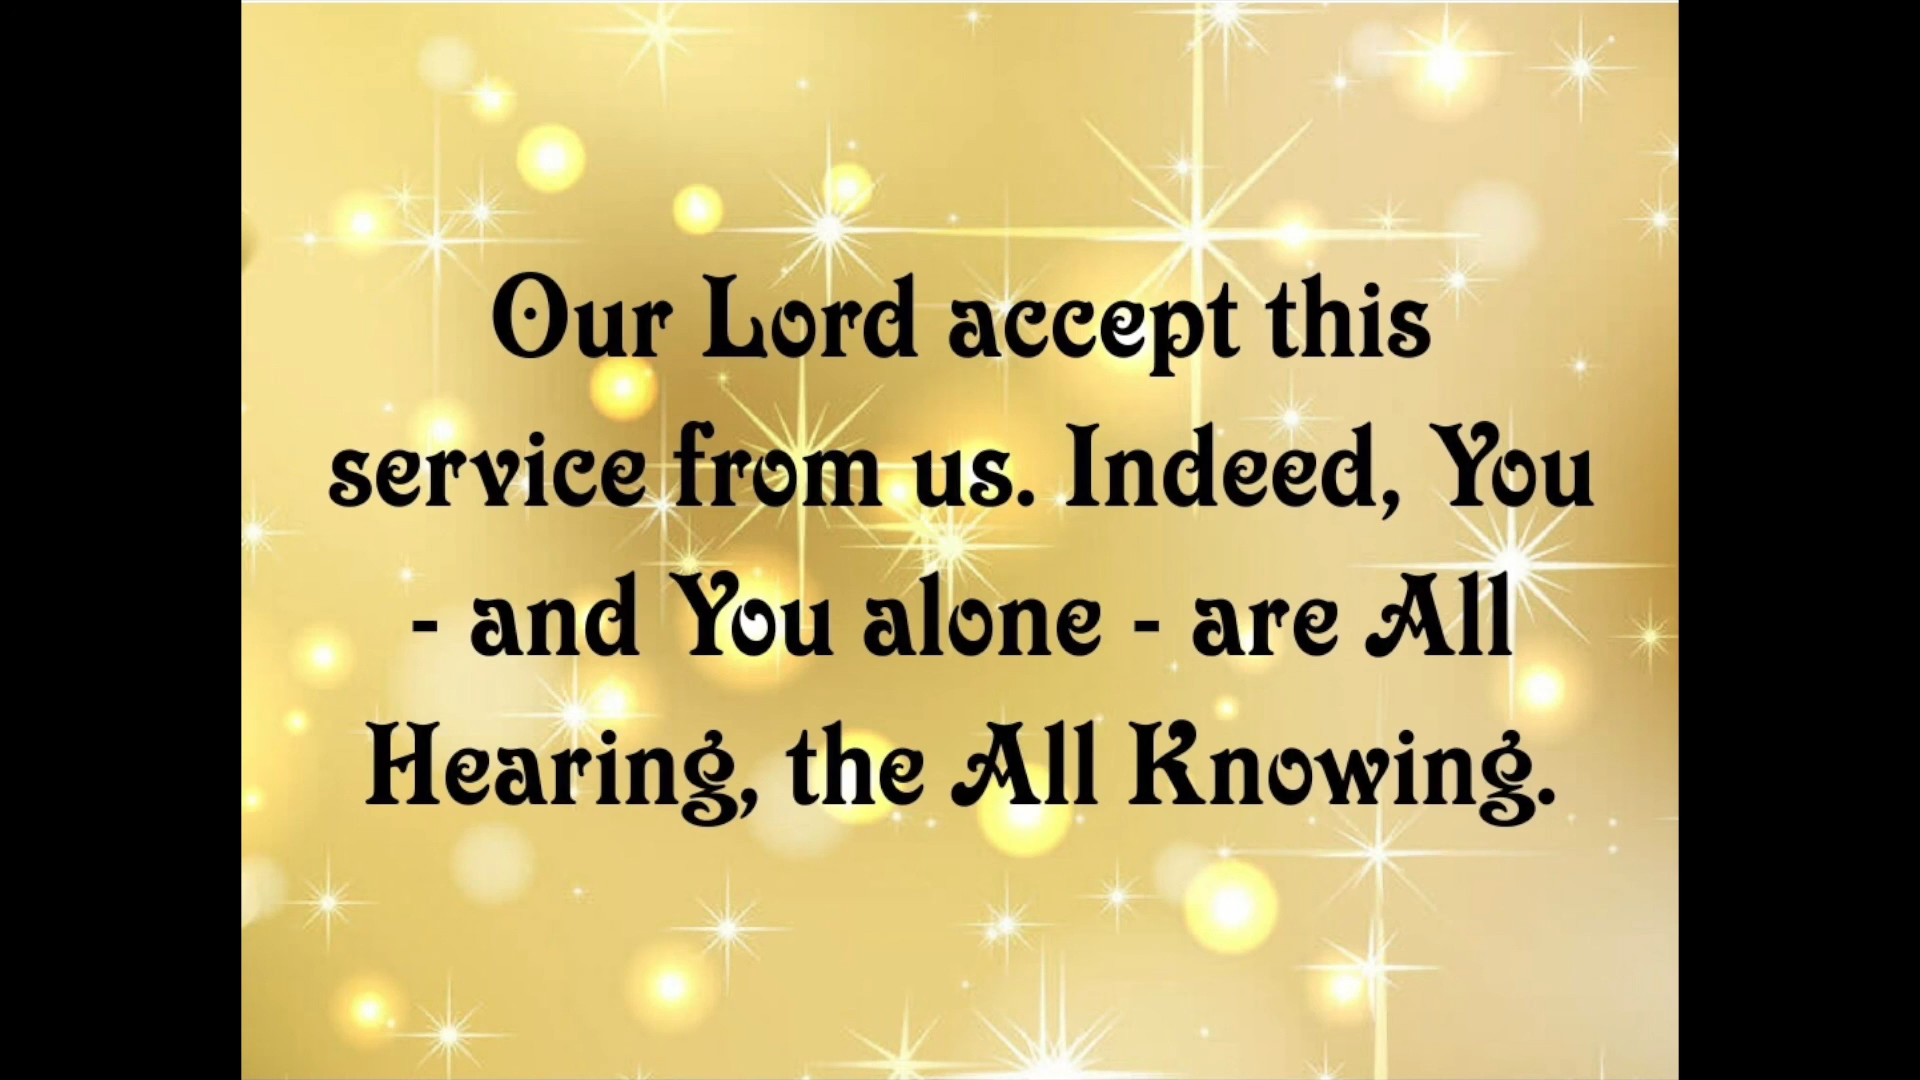 Our Lord accept this
service from us. Indeed, You
- and You alone - are All
Hearing, the All Knowing.